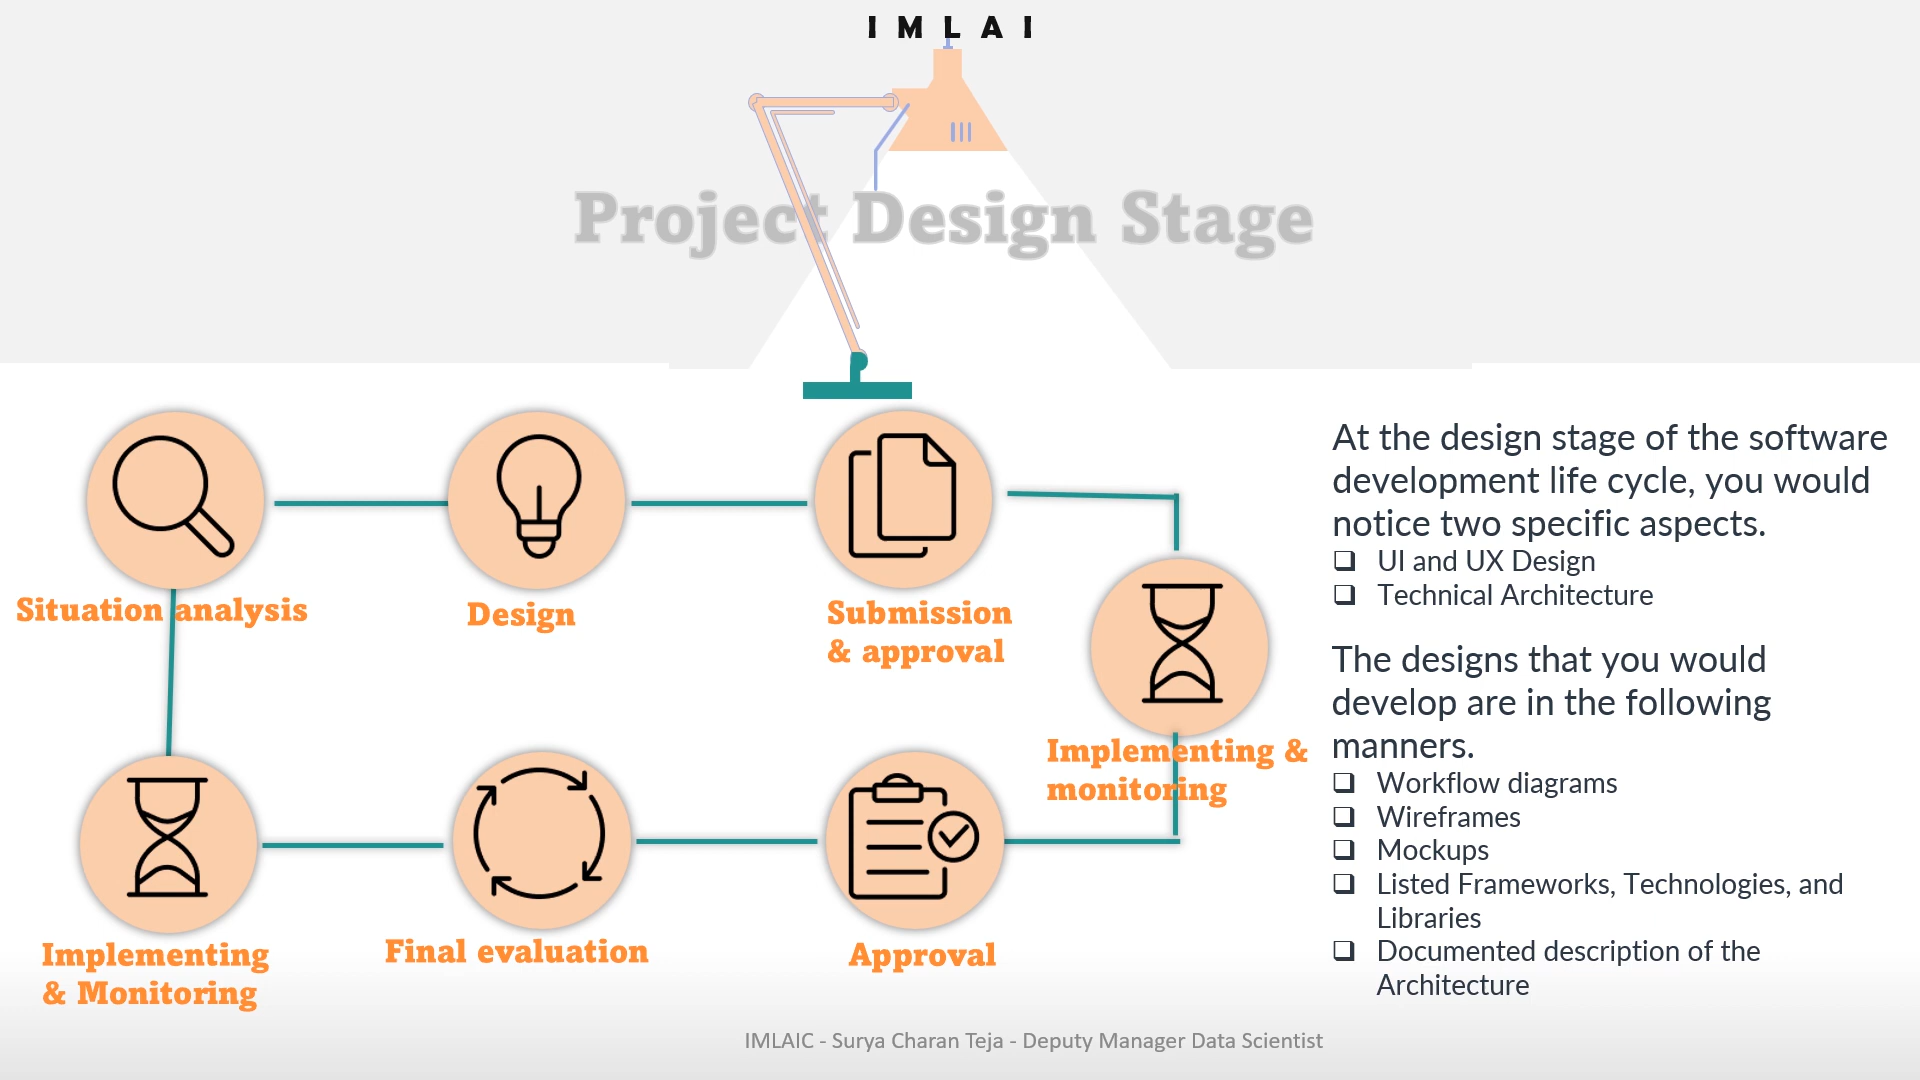 IMLAI
Project Design Stage
Situation analysis
Design
Submission
& approval
Implementing &
monitoring
Implementing
& Monitoring
Final evaluation
Approval
At the design stage of the software
development life cycle, you would
notice two specific aspects.
❑ UI and UX Design
❑ Technical Architecture
The designs that you would
develop are in the following
manners.
❑ Workflow diagrams
❑ Wireframes
❑ Mockups
❑ Listed Frameworks, Technologies, and
Libraries
❑ Documented description of the
Architecture
IMLAIC - Surya Charan Teja - Deputy Manager Data Scientist